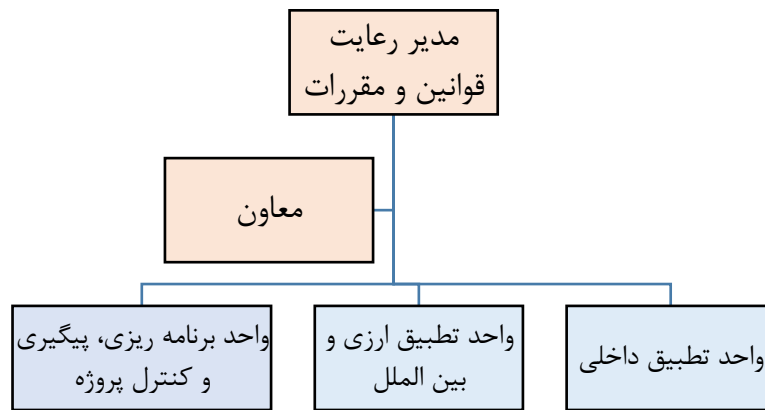 مدیر رعایت
قوانین و مقررات
معاون
واحد تطبیق داخلی
واحد تطبیق ارزی و
بین الملل
واحد برنامه ریزی، پیگیری
و کنترل پروژه